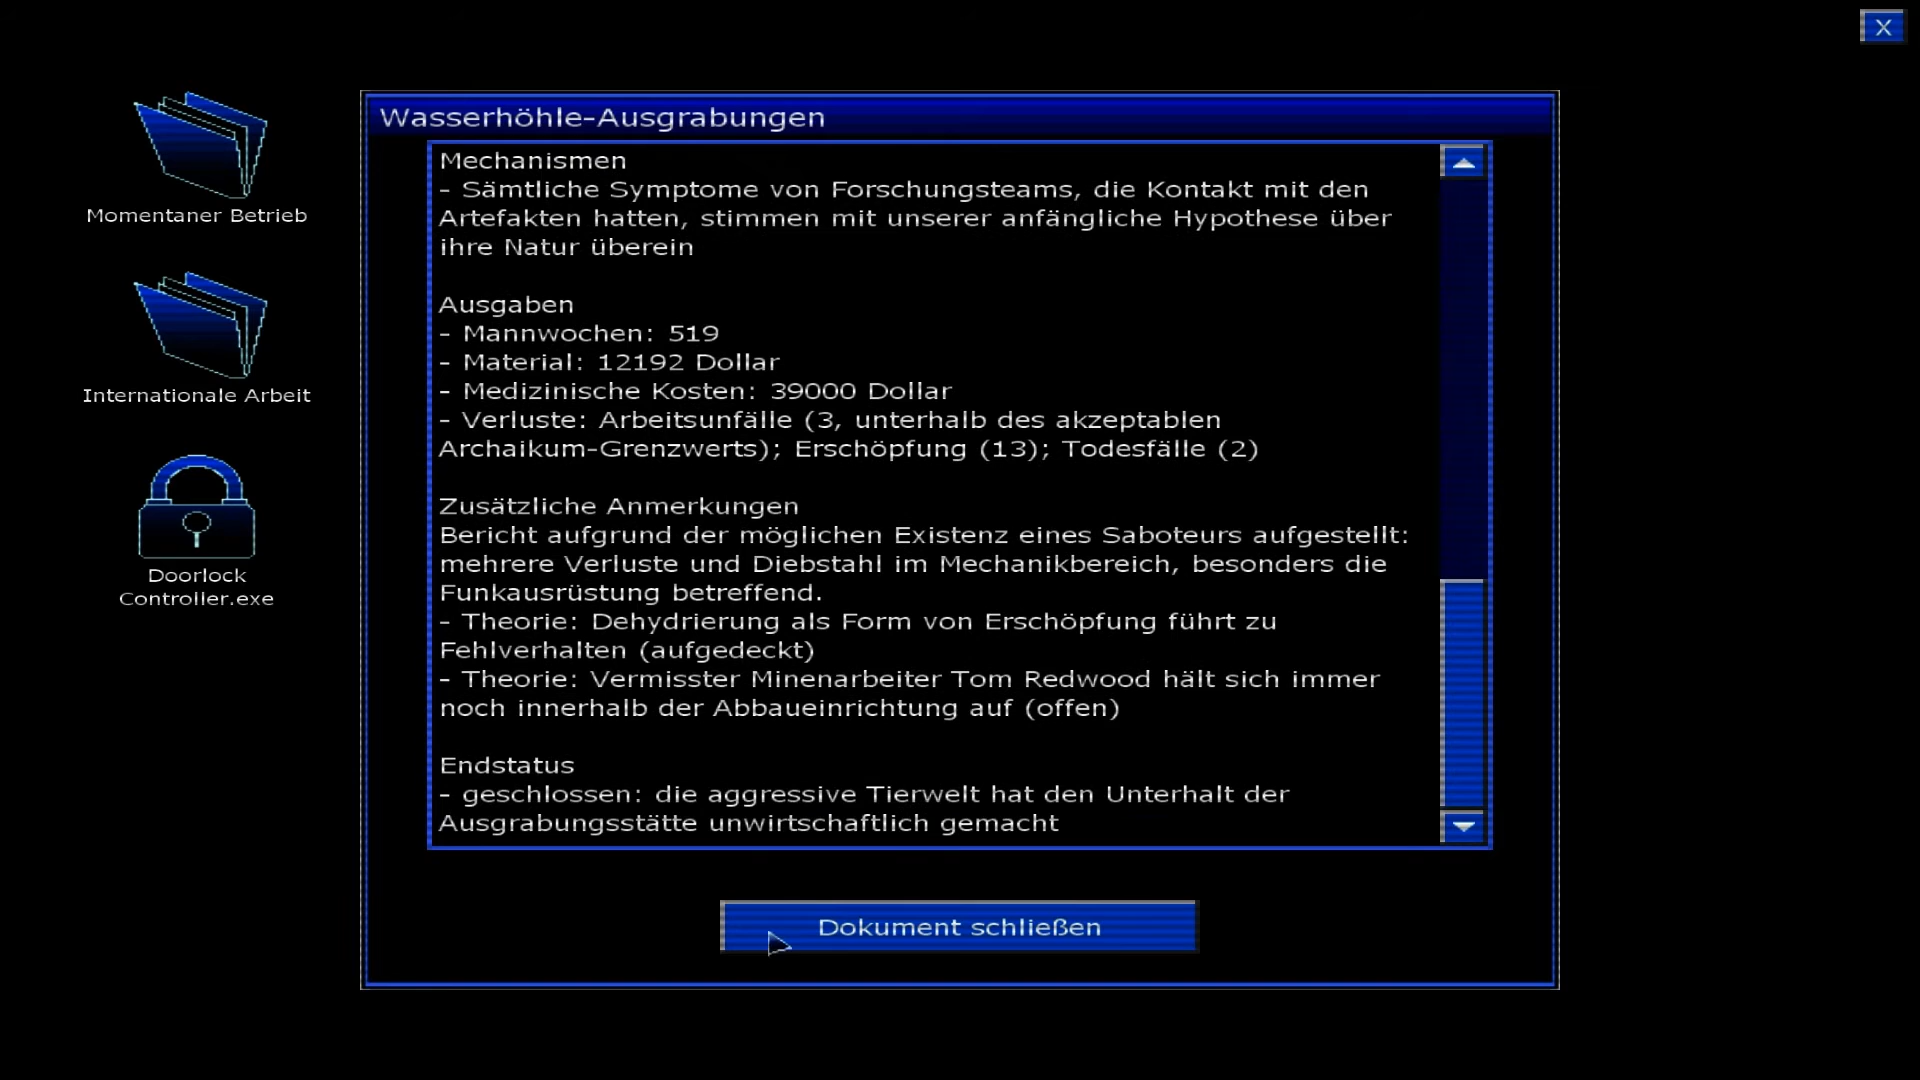 X
Wasserhöhle-Ausgrabungen
Mechanismen
- Sämtliche Symptome von Forschungsteams, die Kontakt mit den
Artefakten hatten, stimmen mit unserer anfängliche Hypothese über
ihre Natur überein
Ausgaben
- Mannwochen: 519
- Material: 12192 Dollar
- Medizinische Kosten: 39000 Dollar
- Verluste: Arbeitsunfälle (3, unterhalb des akzeptablen
Archaikum-Grenzwerts); Erschöpfung (13); Todesfälle (2)
Zusätzliche Anmerkungen
Bericht aufgrund der möglichen Existenz eines Saboteurs aufgestellt:
mehrere Verluste und Diebstahl im Mechanikbereich, besonders die
Funkausrüstung betreffend.
- Theorie: Dehydrierung als Form von Erschöpfung führt zu
Fehlverhalten (aufgedeckt)
- Theorie: Vermisster Minenarbeiter Tom Redwood hält sich immer
noch innerhalb der Abbaueinrichtung auf (offen)
Endstatus
- geschlossen: die aggressive Tierwelt hat den Unterhalt der
Ausgrabungsstätte unwirtschaftlich gemacht
Dokument schließen
Momentaner Betrieb
Internationale Arbeit
Doorlock
Controller.exe